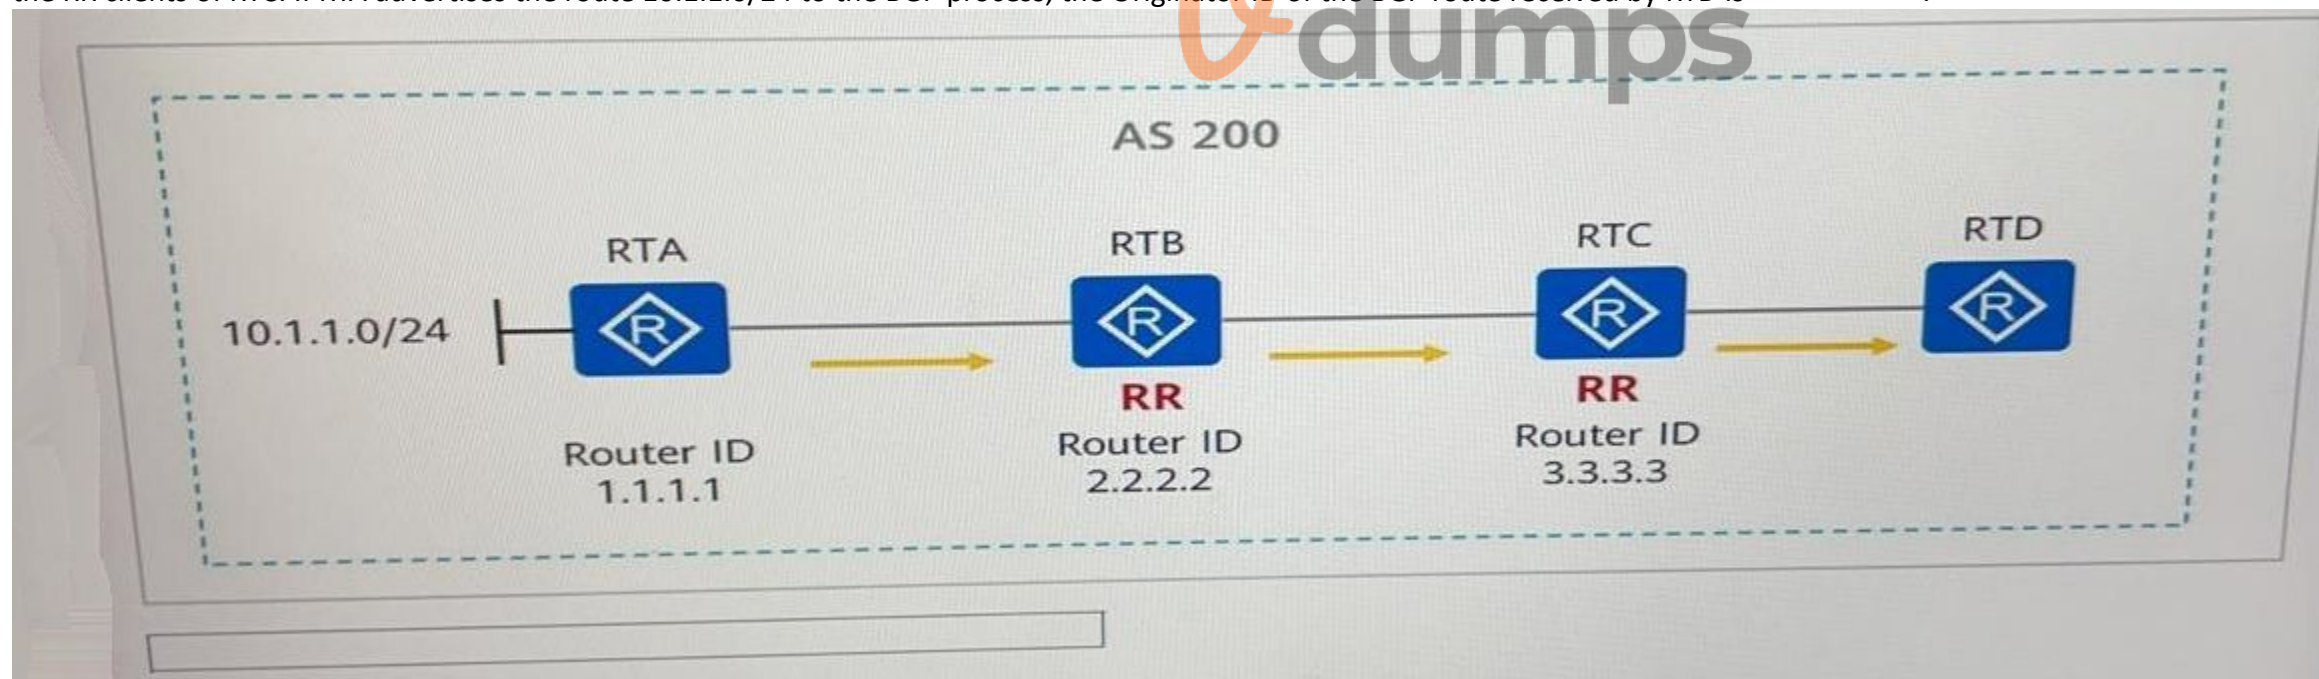 dumps
AS 200
RTA
RTB
RTC
RTD
10.1.1.0/24
R
R
R
R
RR
RR
Router ID
1.1.1.1
Router ID
2.2.2.2
Router ID
3.3.3.3